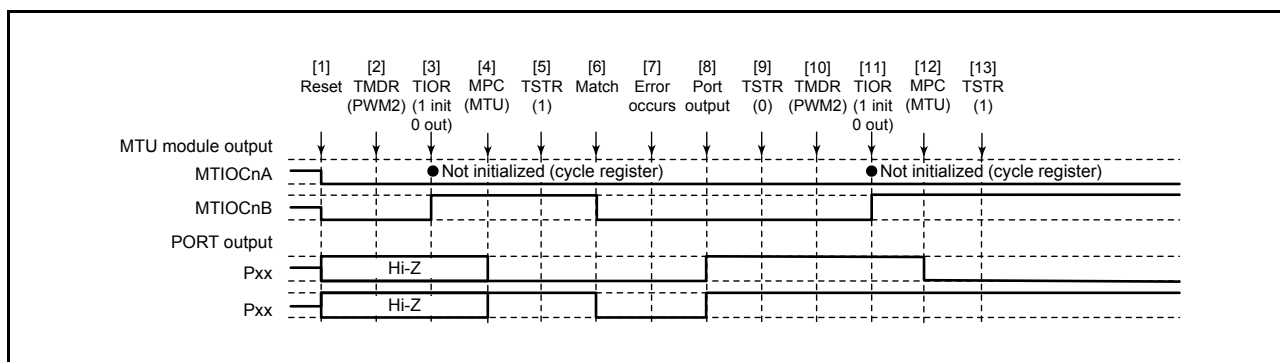 [1] [2] [3] [4] [5] [6] [7] [8] [9] [10] [11] [12] [13]
Reset TMDR TIOR MPC TSTR Match Error Port TSTR TMDR TIOR MPC TSTR
(PWM2) (1 init (MTU) (1) occurs output (0) (PWM2) (1 init (MTU) (1)
0 out) 0 out)
MTU module output
MTIOCnA Not initialized (cycle register) Not initialized (cycle register)
MTIOCnB
PORT output
Pxx Hi-Z
Pxx Hi-Z